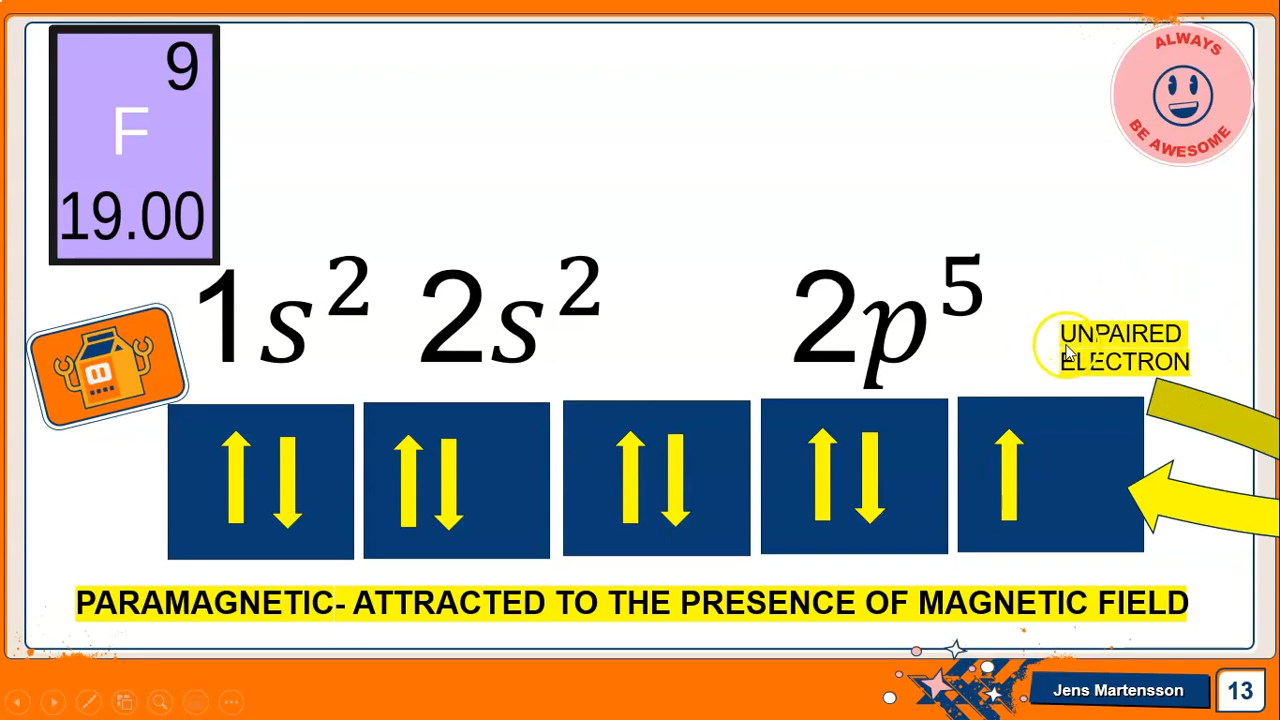 9
F
19.00
ALWAYS
BE AWESOME
1s² 2s² 2p⁵
UNPAIRED
ELECTRON
PARAMAGNETIC- ATTRACTED TO THE PRESENCE OF MAGNETIC FIELD
Jens Martensson
13